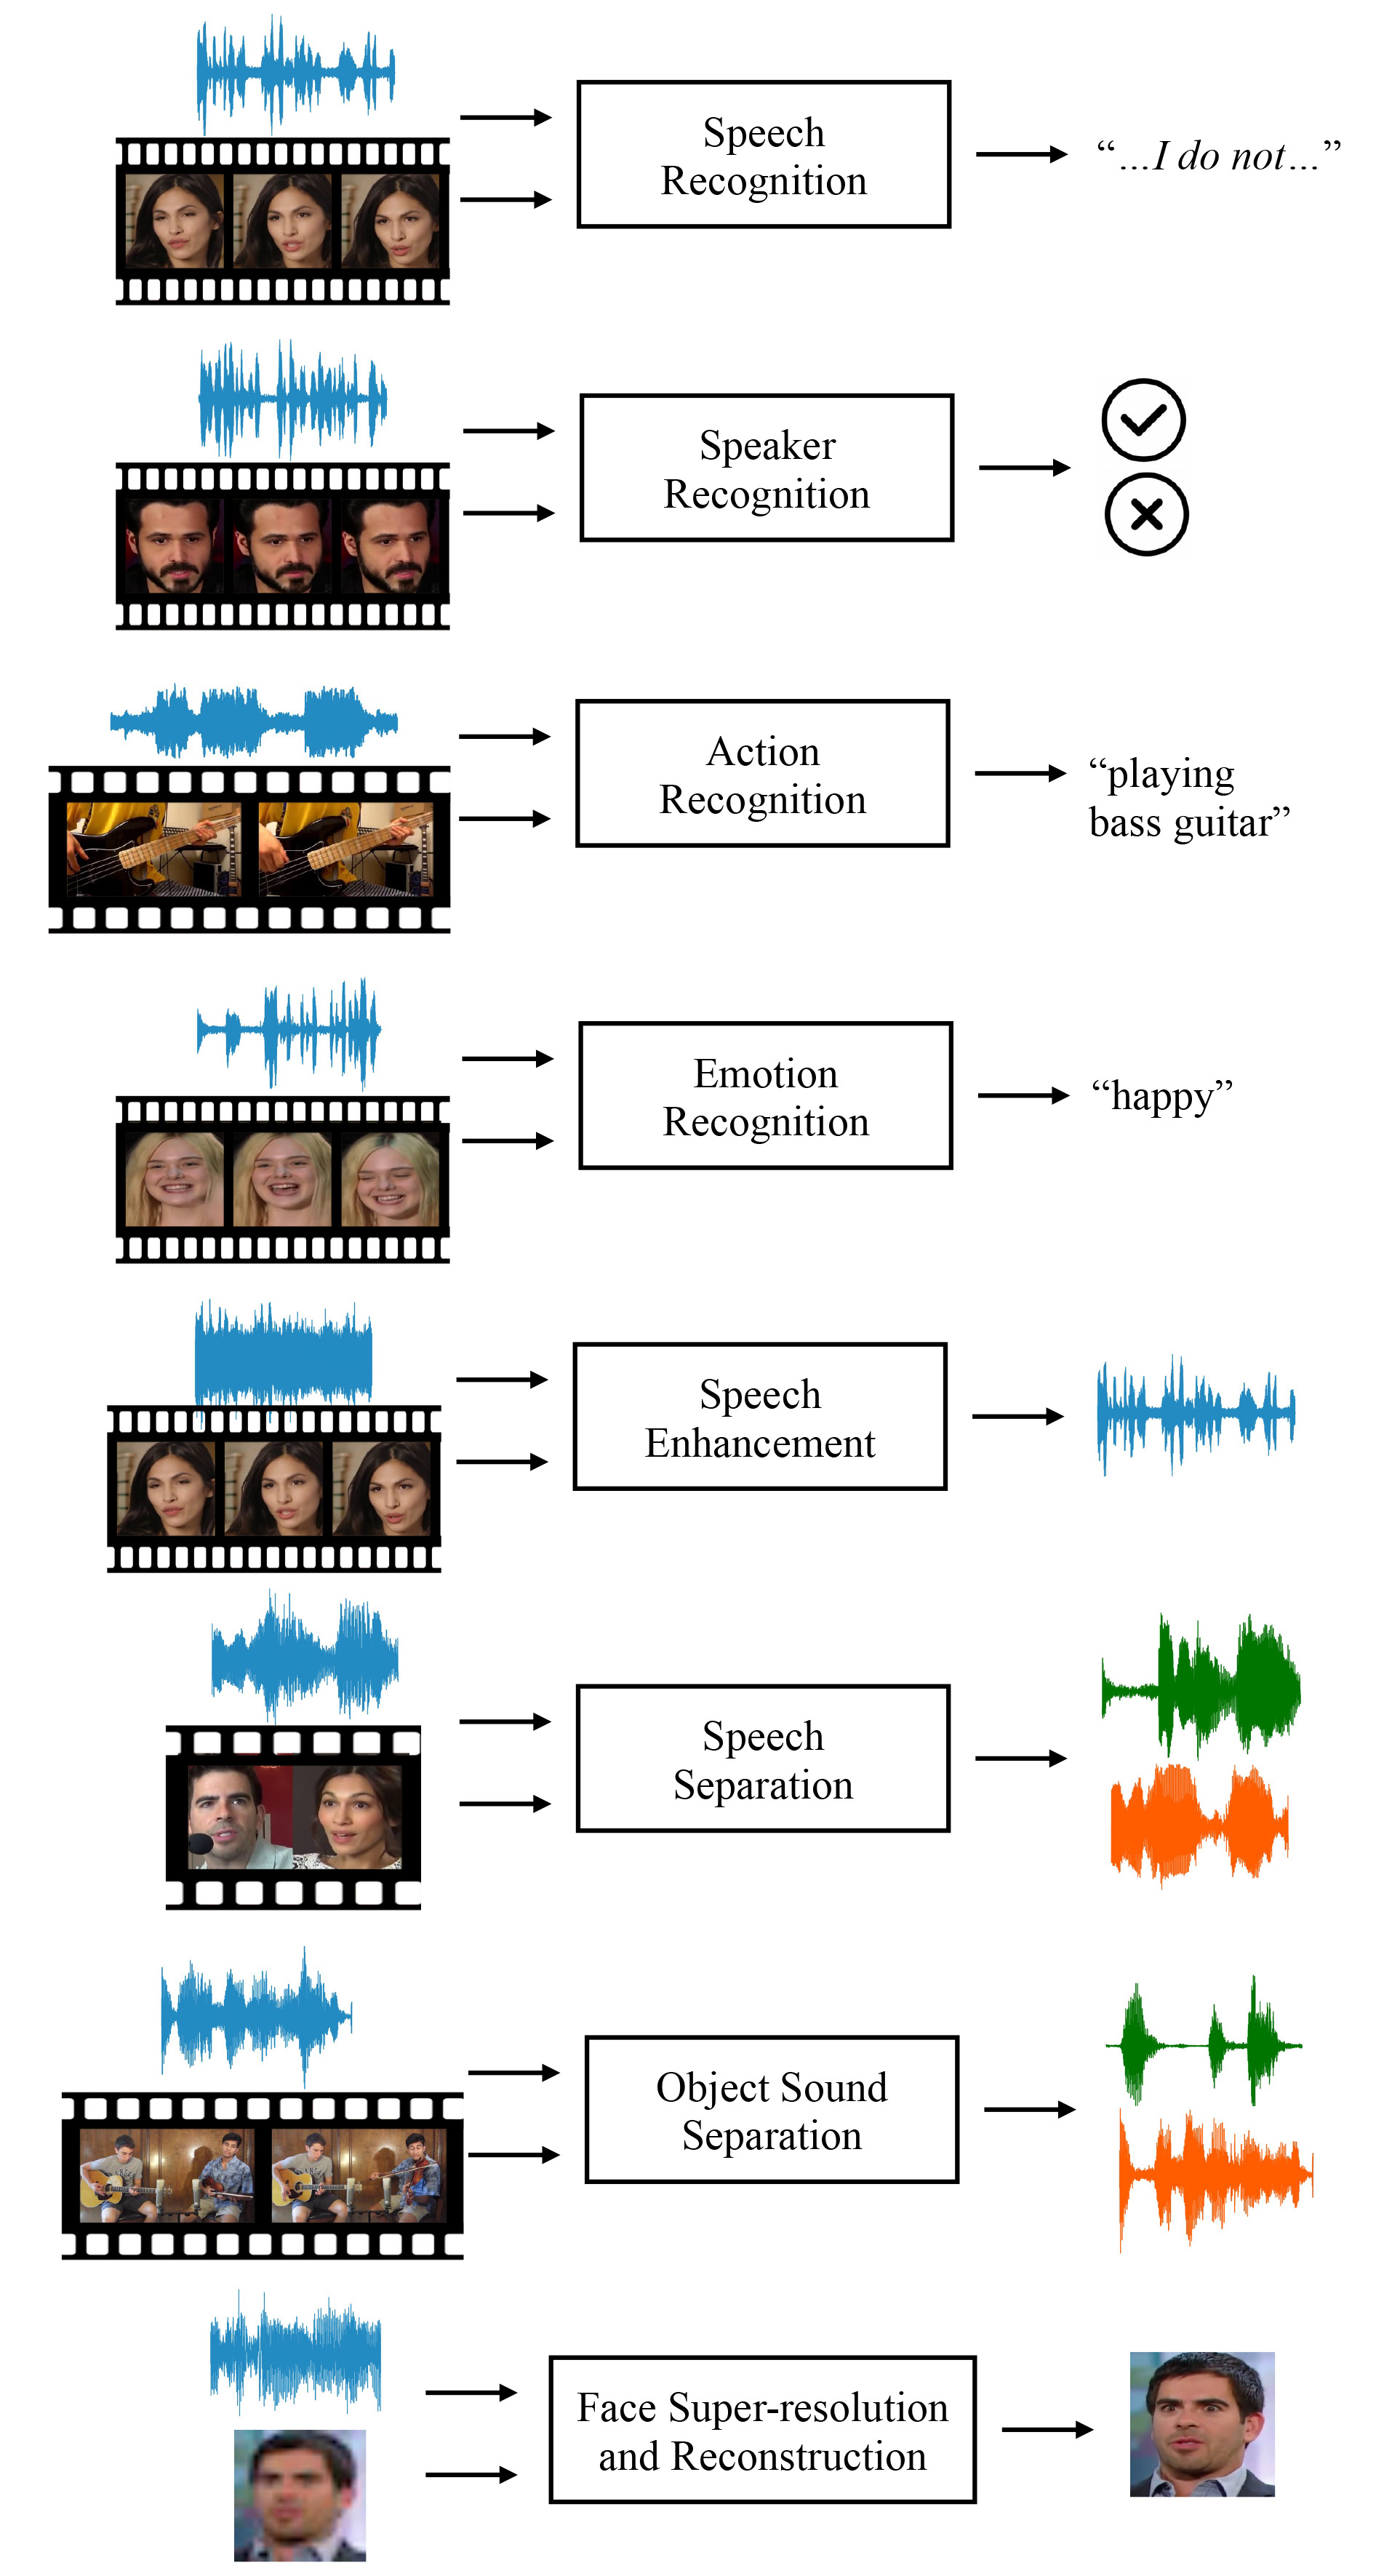 Speech
Recognition
“...I do not...”
Speaker
Recognition
Action
Recognition
“playing
bass guitar”
Emotion
Recognition
“happy”
Speech
Enhancement
Speech
Separation
Object Sound
Separation
Face Super-resolution
and Reconstruction